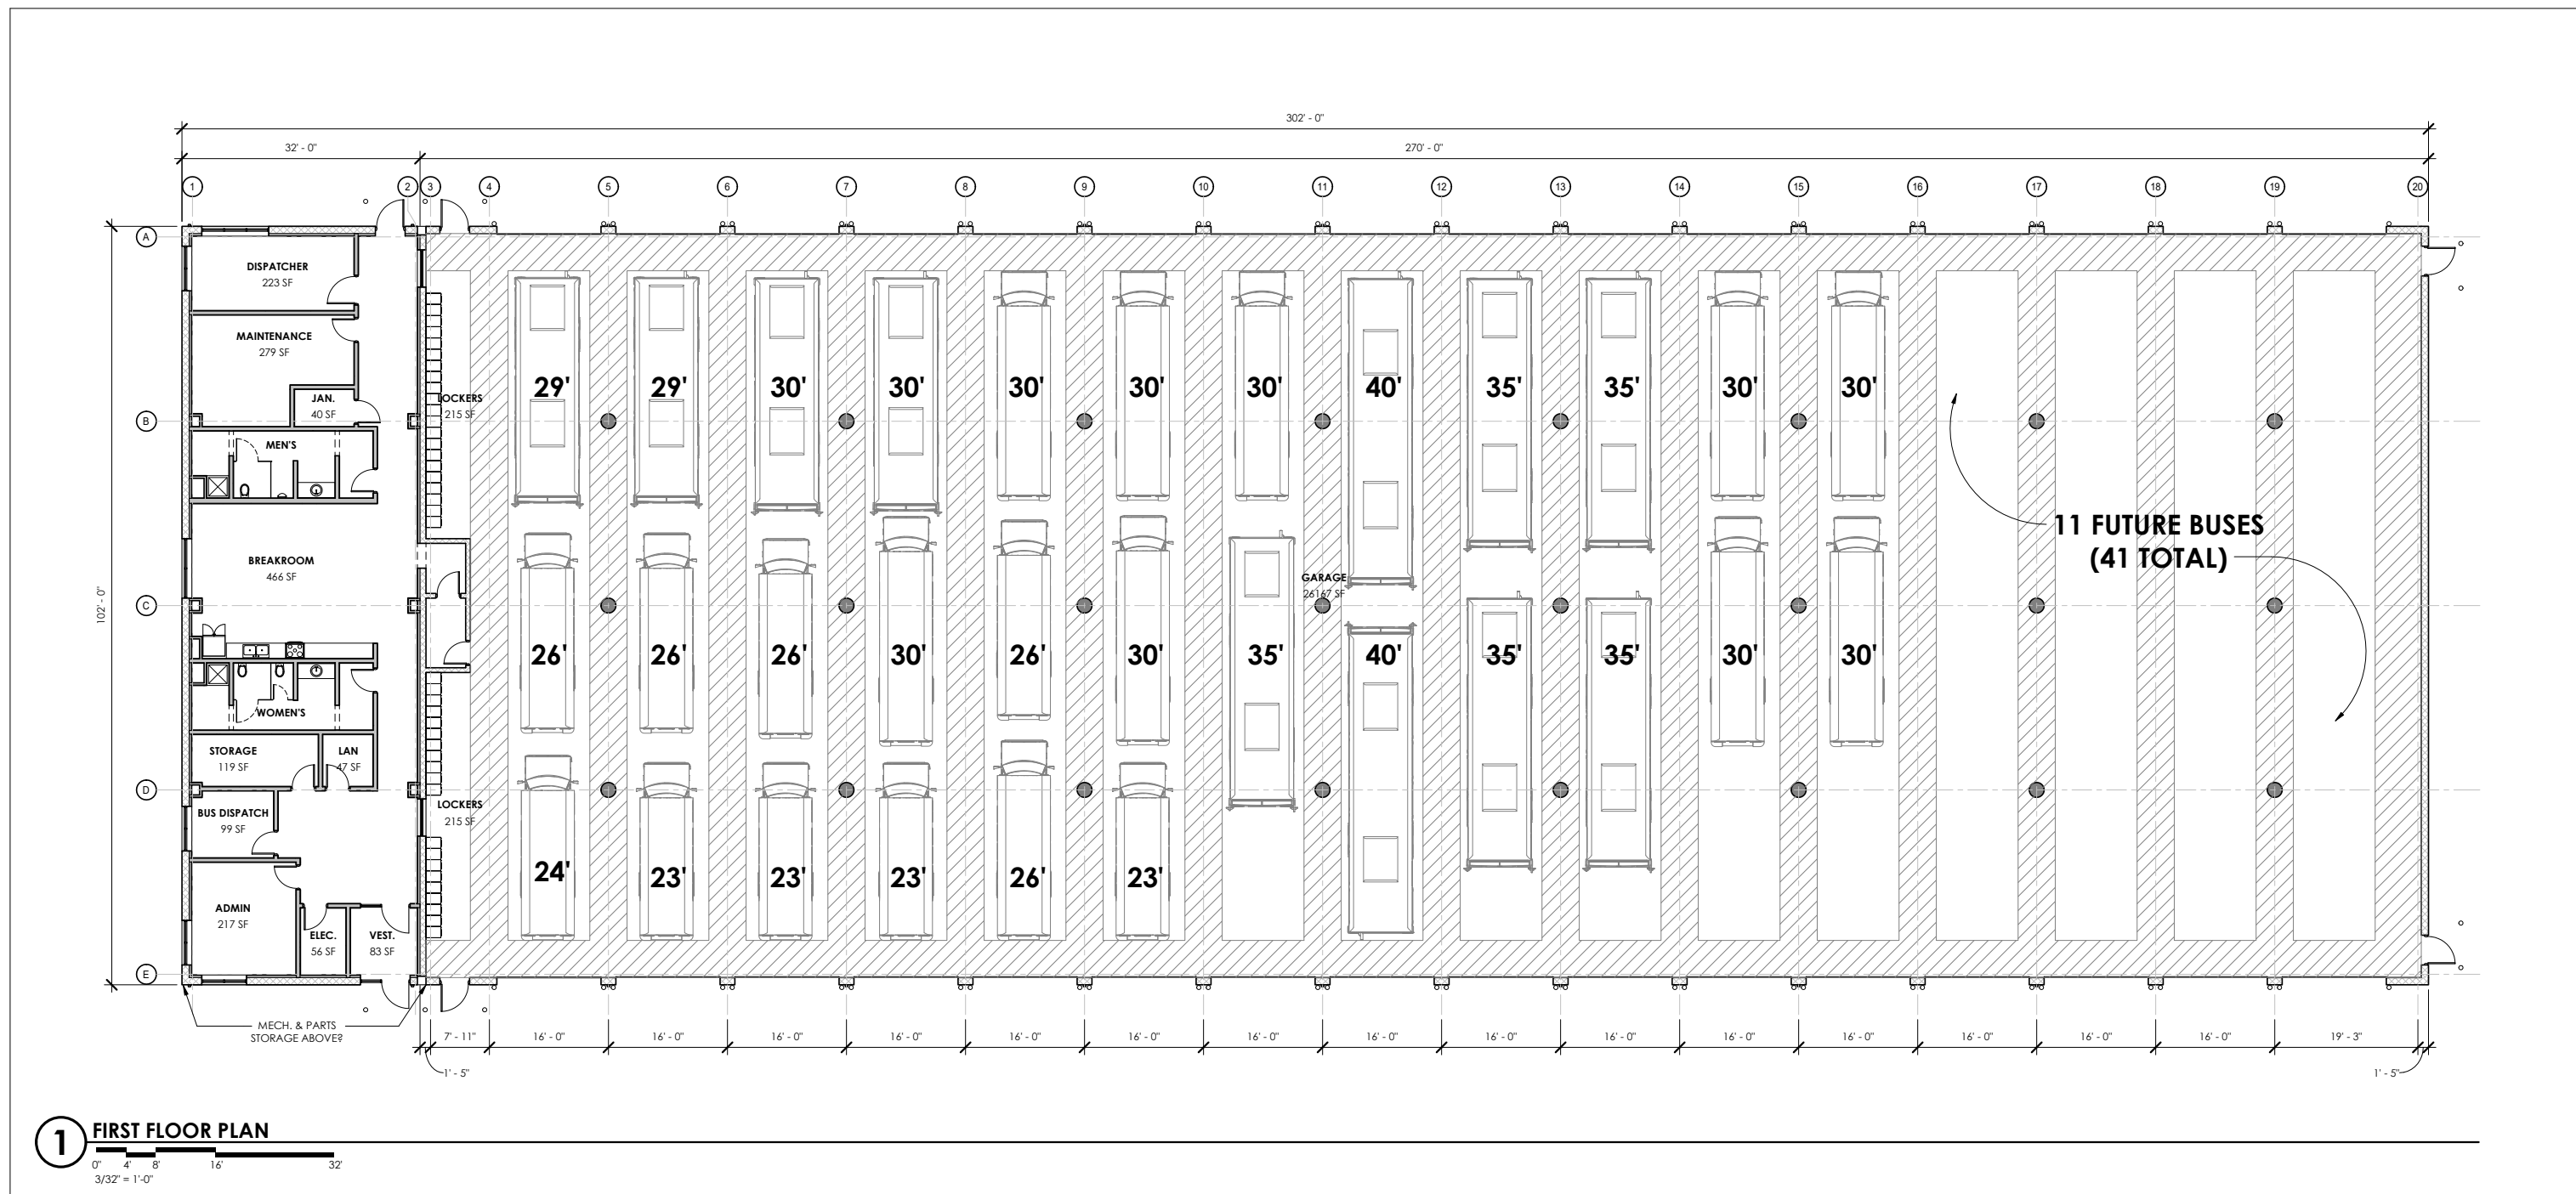 302' - 0"
32' - 0"
270' - 0"
1 2 3 4 5 6 7 8 9 10 11 12 13 14 15 16 17 18 19 20
A
DISPATCHER
223 SF
MAINTENANCE
279 SF
JAN.
40 SF
LOCKERS
215 SF
29' 29' 30' 30' 30' 30' 30' 40' 35' 35' 30' 30'
B
MEN'S
11 FUTURE BUSES
(41 TOTAL)
BREAKROOM
466 SF
GARAGE
26167 SF
102' - 0"
C
26' 26' 26' 30' 26' 30' 35' 40' 35' 35' 30' 30'
WOMEN'S
STORAGE
119 SF
LAN
47 SF
D
BUS DISPATCH
99 SF
LOCKERS
215 SF
24' 23' 23' 23' 26' 23'
ADMIN
217 SF
ELEC.
56 SF
VEST.
83 SF
E
MECH. & PARTS
STORAGE ABOVE?
7' - 11" 16' - 0" 16' - 0" 16' - 0" 16' - 0" 16' - 0" 16' - 0" 16' - 0" 16' - 0" 16' - 0" 16' - 0" 16' - 0" 16' - 0" 16' - 0" 16' - 0" 16' - 0" 19' - 3"
1' - 5" 1' - 5"
1 FIRST FLOOR PLAN
0" 4' 8' 16' 32'
3/32" = 1'-0"